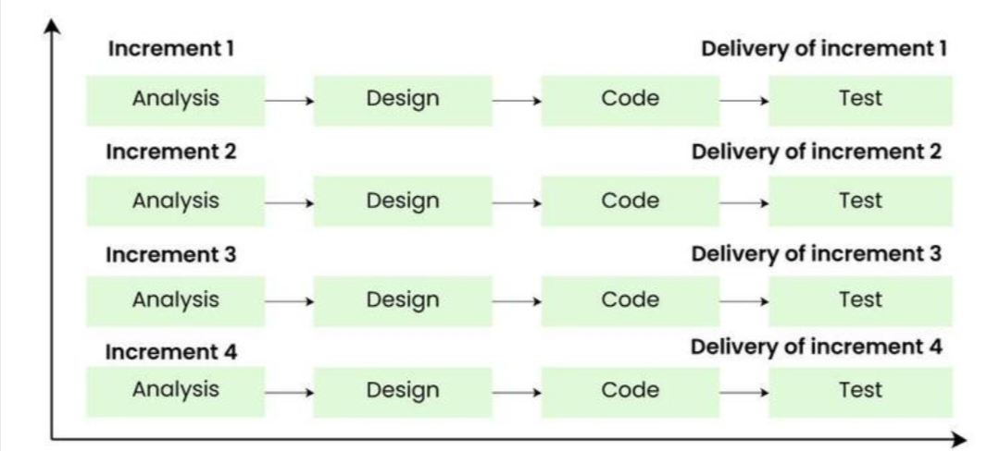 Increment 1 Delivery of increment 1
Analysis Design Code Test
Increment 2 Delivery of increment 2
Analysis Design Code Test
Increment 3 Delivery of increment 3
Analysis Design Code Test
Increment 4 Delivery of increment 4
Analysis Design Code Test